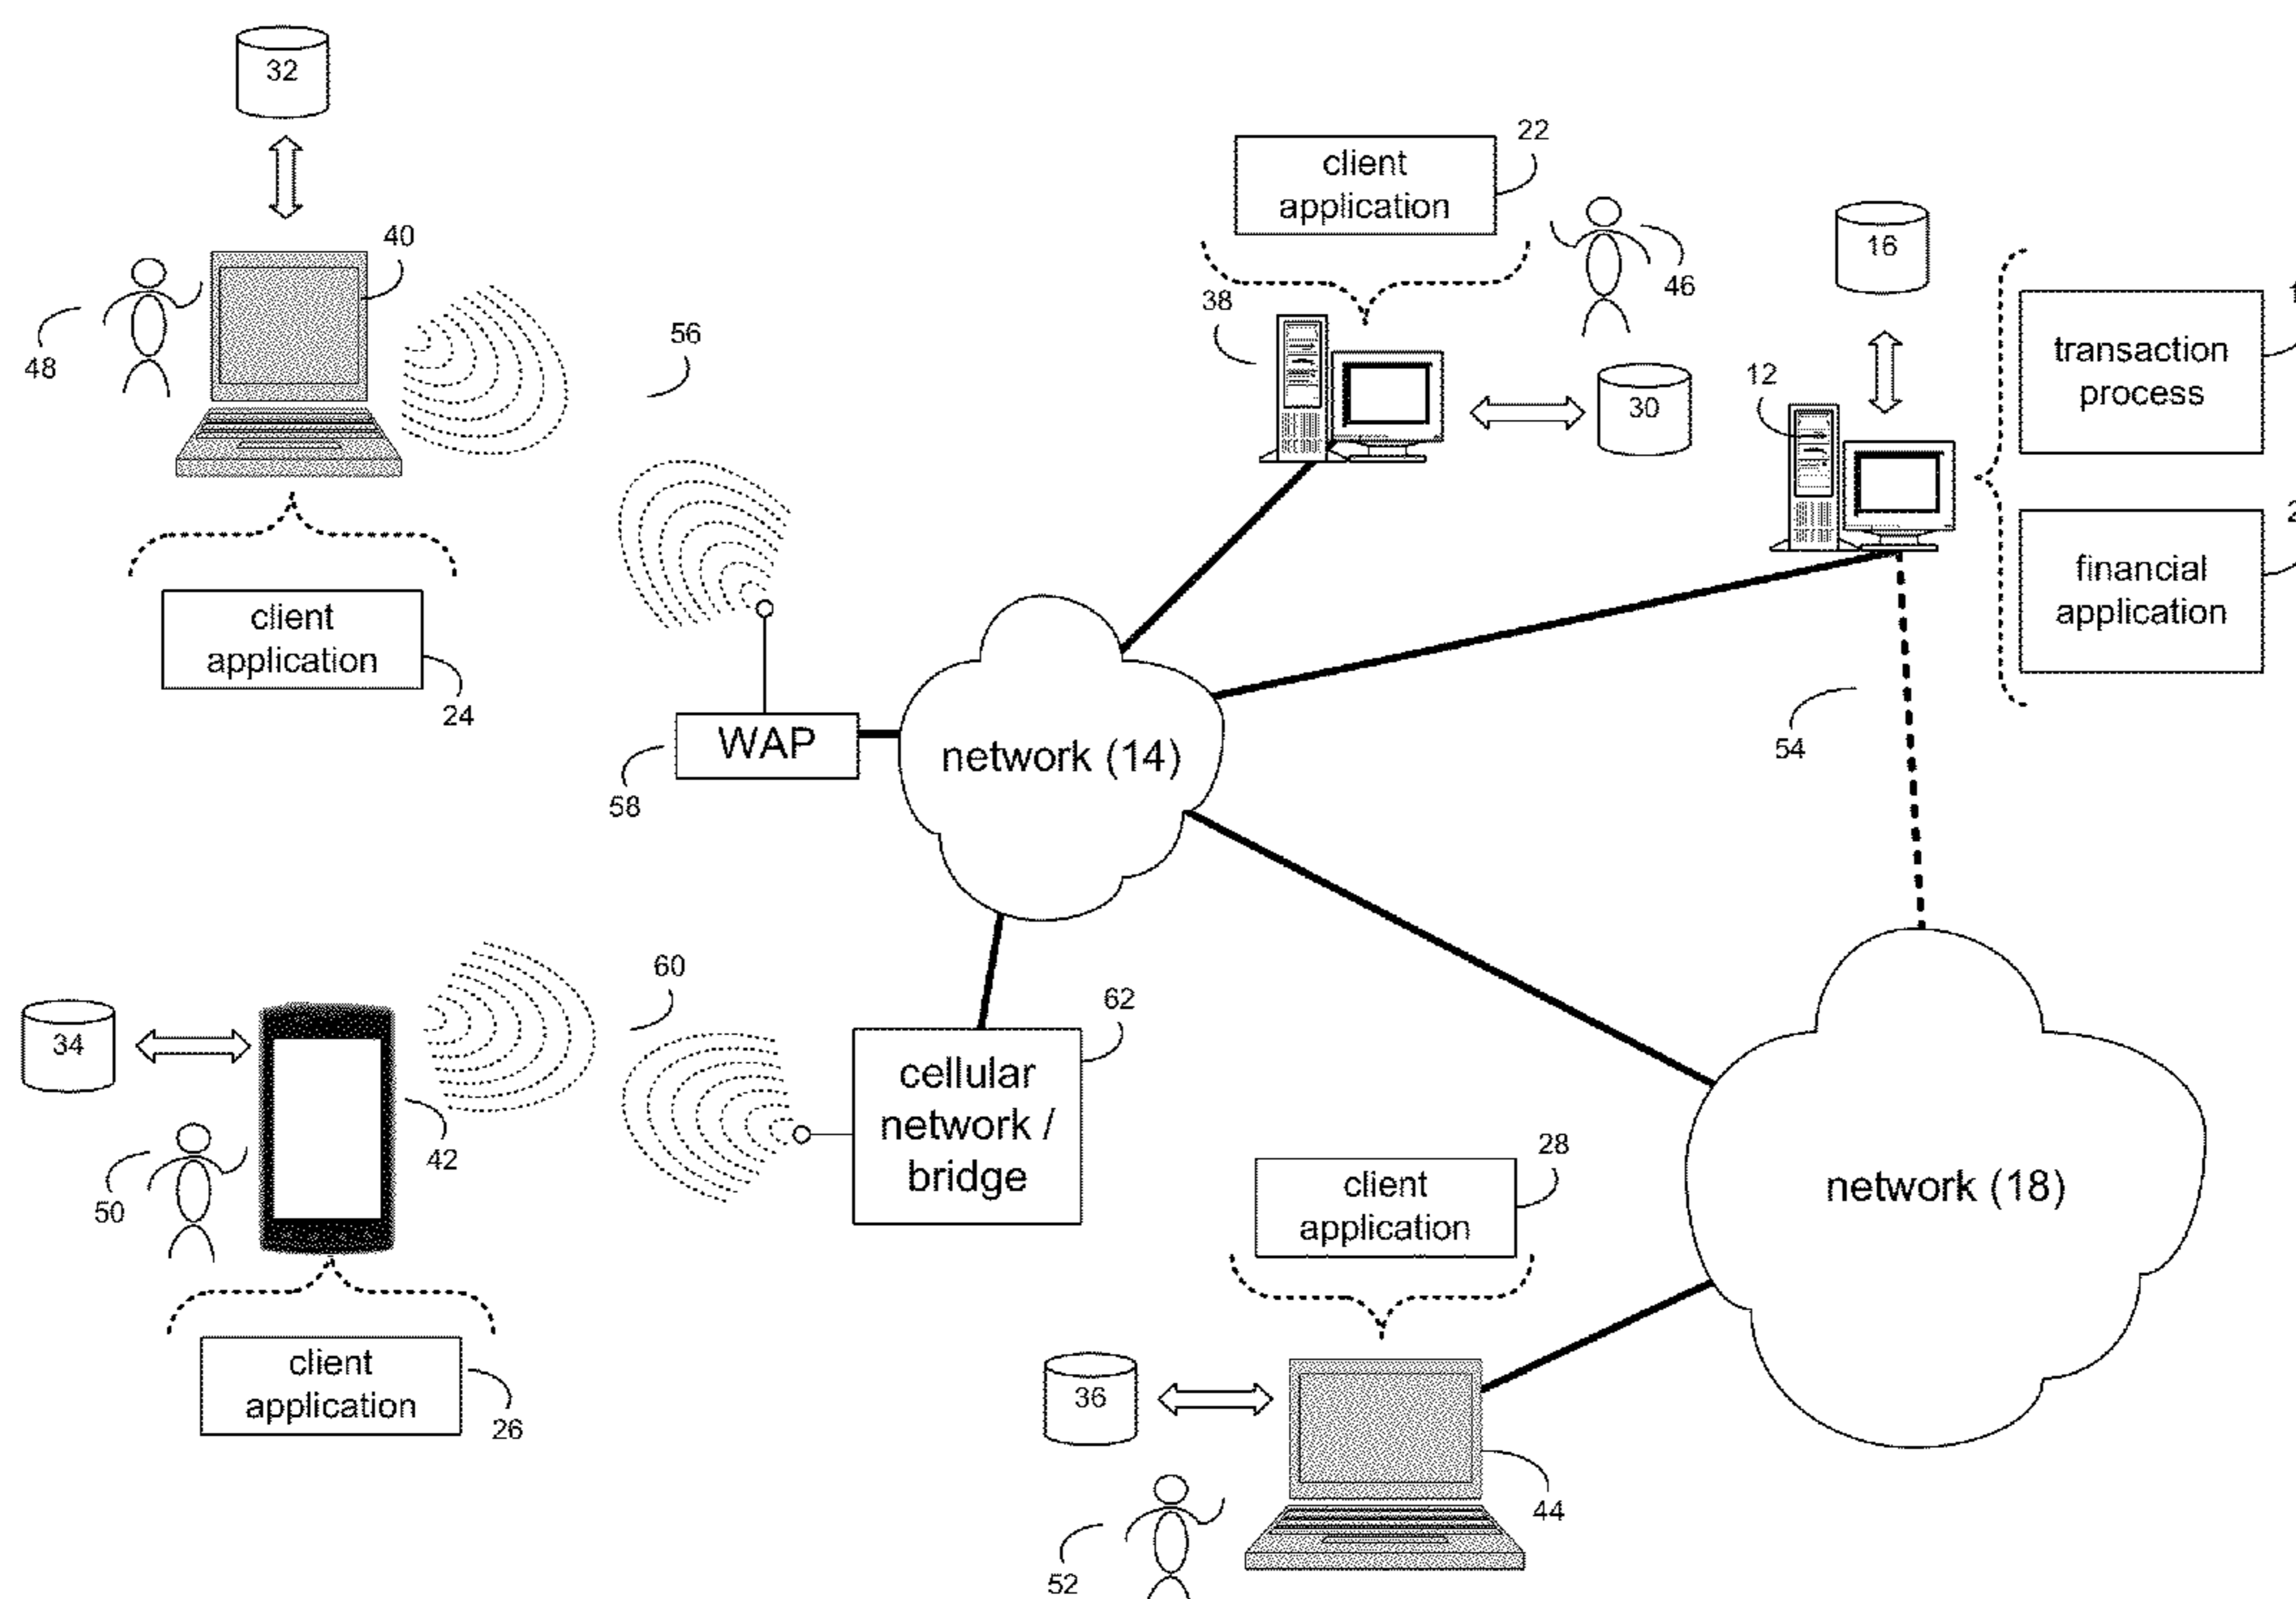 32
40
48
56
client
application
24
22
client
application
46
38
30
16
12
transaction
process
financial
application
54
WAP
58
network (14)
34
42
50
60
62
cellular
network /
bridge
client
application
26
28
client
application
36
44
52
network (18)